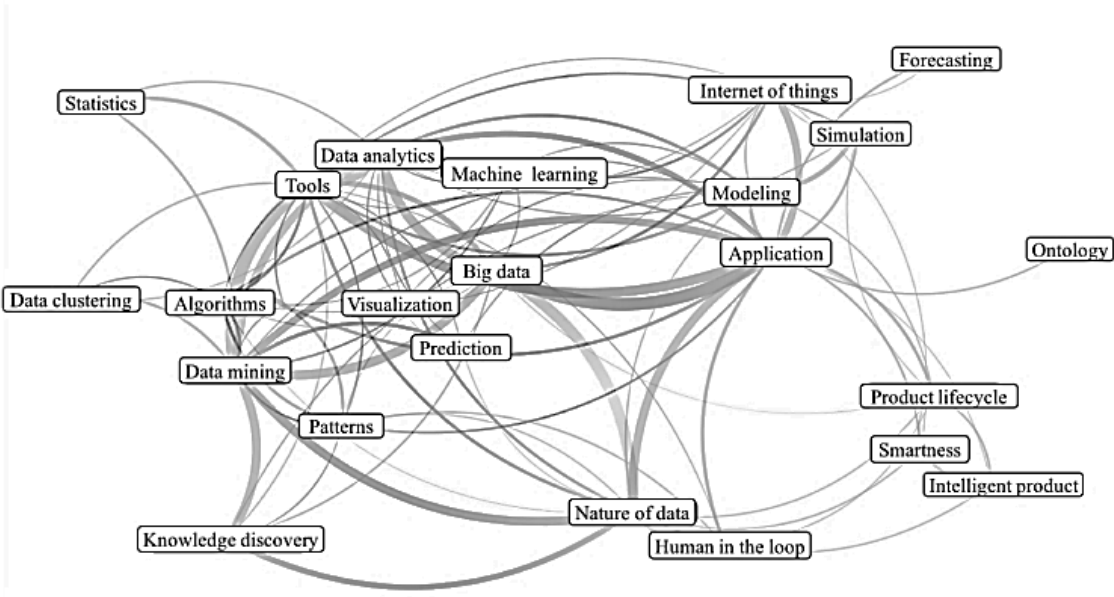 Forecasting
Internet of things
Statistics
Simulation
Data analytics
Machine learning
Tools
Modeling
Application
Ontology
Big data
Data clustering
Algorithms
Visualization
Prediction
Data mining
Product lifecycle
Patterns
Smartness
Intelligent product
Nature of data
Knowledge discovery
Human in the loop